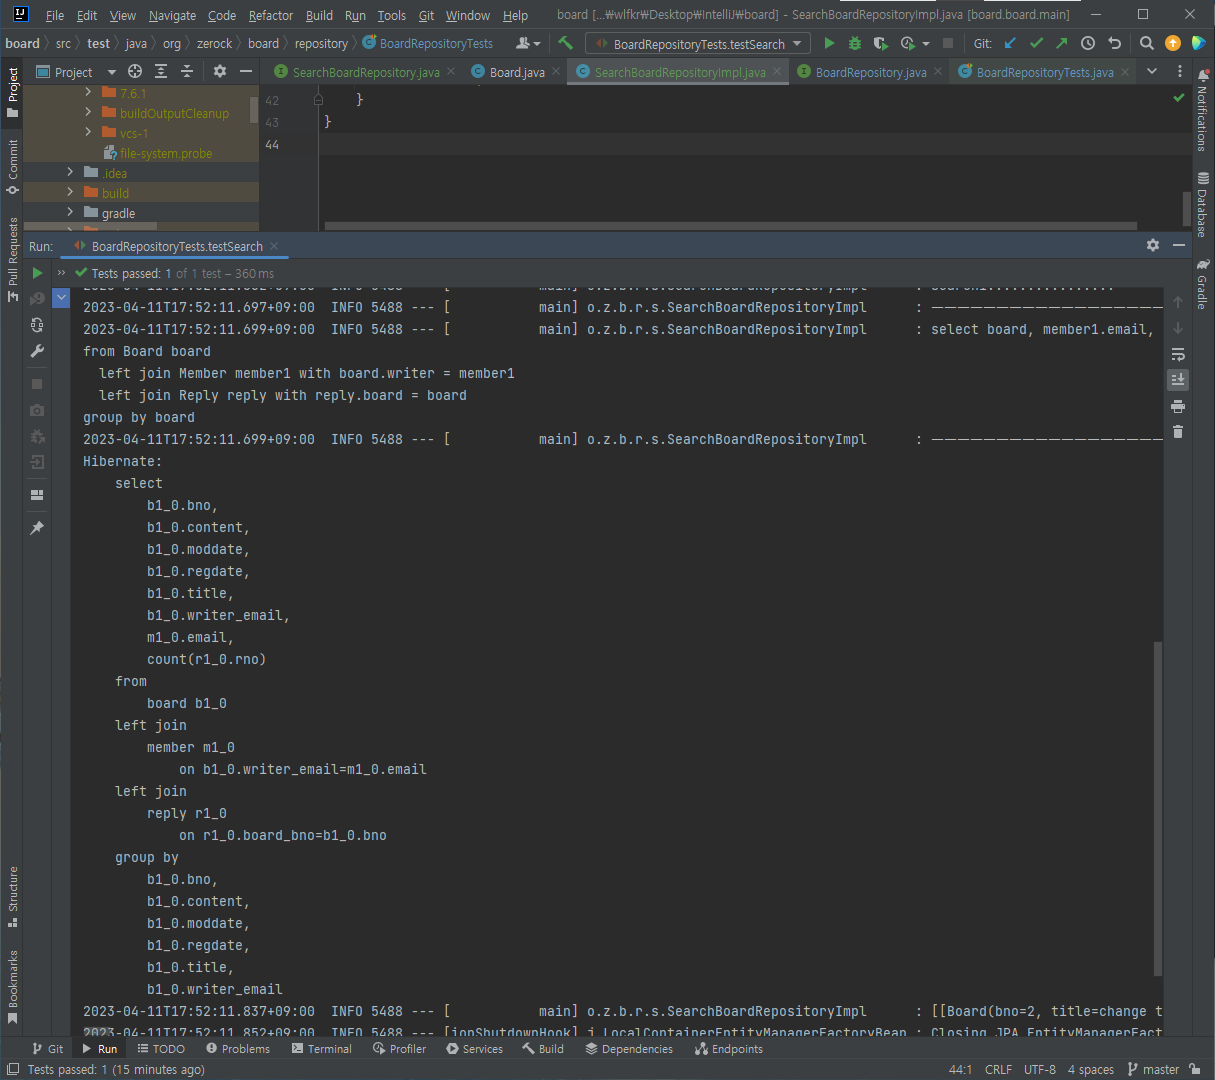 File Edit View Navigate Code Refactor Build Run Tools Git Window Help board [...₩wlfkr₩Desktop₩IntelliJ₩board] - SearchBoardRepositoryImpl.java [board.board.main]
board src test java org zerock board repository BoardRepositoryTests BoardRepositoryTests.testSearch Git:
Project SearchBoardRepository.java Board.java SearchBoardRepositoryImpl.java BoardRepository.java BoardRepositoryTests.java
7.6.1
buildOutputCleanup
vcs-1
file-system.probe
.idea
build
gradle
42 }
43 }
44
Project
Commit
Pull Requests
Structure
Bookmarks
Notifications
Database
Gradle
Run: BoardRepositoryTests.testSearch
Tests passed: 1 of 1 test – 360 ms
2023-04-11T17:52:11.697+09:00 INFO 5488 --- [ main] o.z.b.r.s.SearchBoardRepositoryImpl : ——————————————————
2023-04-11T17:52:11.699+09:00 INFO 5488 --- [ main] o.z.b.r.s.SearchBoardRepositoryImpl : select board, member1.email,
from Board board
left join Member member1 with board.writer = member1
left join Reply reply with reply.board = board
group by board
2023-04-11T17:52:11.699+09:00 INFO 5488 --- [ main] o.z.b.r.s.SearchBoardRepositoryImpl : ——————————————————
Hibernate:
select
b1_0.bno,
b1_0.content,
b1_0.moddate,
b1_0.regdate,
b1_0.title,
b1_0.writer_email,
m1_0.email,
count(r1_0.rno)
from
board b1_0
left join
member m1_0
on b1_0.writer_email=m1_0.email
left join
reply r1_0
on r1_0.board_bno=b1_0.bno
group by
b1_0.bno,
b1_0.content,
b1_0.moddate,
b1_0.regdate,
b1_0.title,
b1_0.writer_email
2023-04-11T17:52:11.837+09:00 INFO 5488 --- [ main] o.z.b.r.s.SearchBoardRepositoryImpl : [[Board(bno=2, title=change t
2023-04-11T17:52:11.852+09:00 INFO 5488 --- [ionShutdownHook] j.LocalContainerEntityManagerFactoryBean : Closing JPA EntityManagerFact
Git Run TODO Problems Terminal Profiler Services Build Dependencies Endpoints
Tests passed: 1 (15 minutes ago) 44:1 CRLF UTF-8 4 spaces master